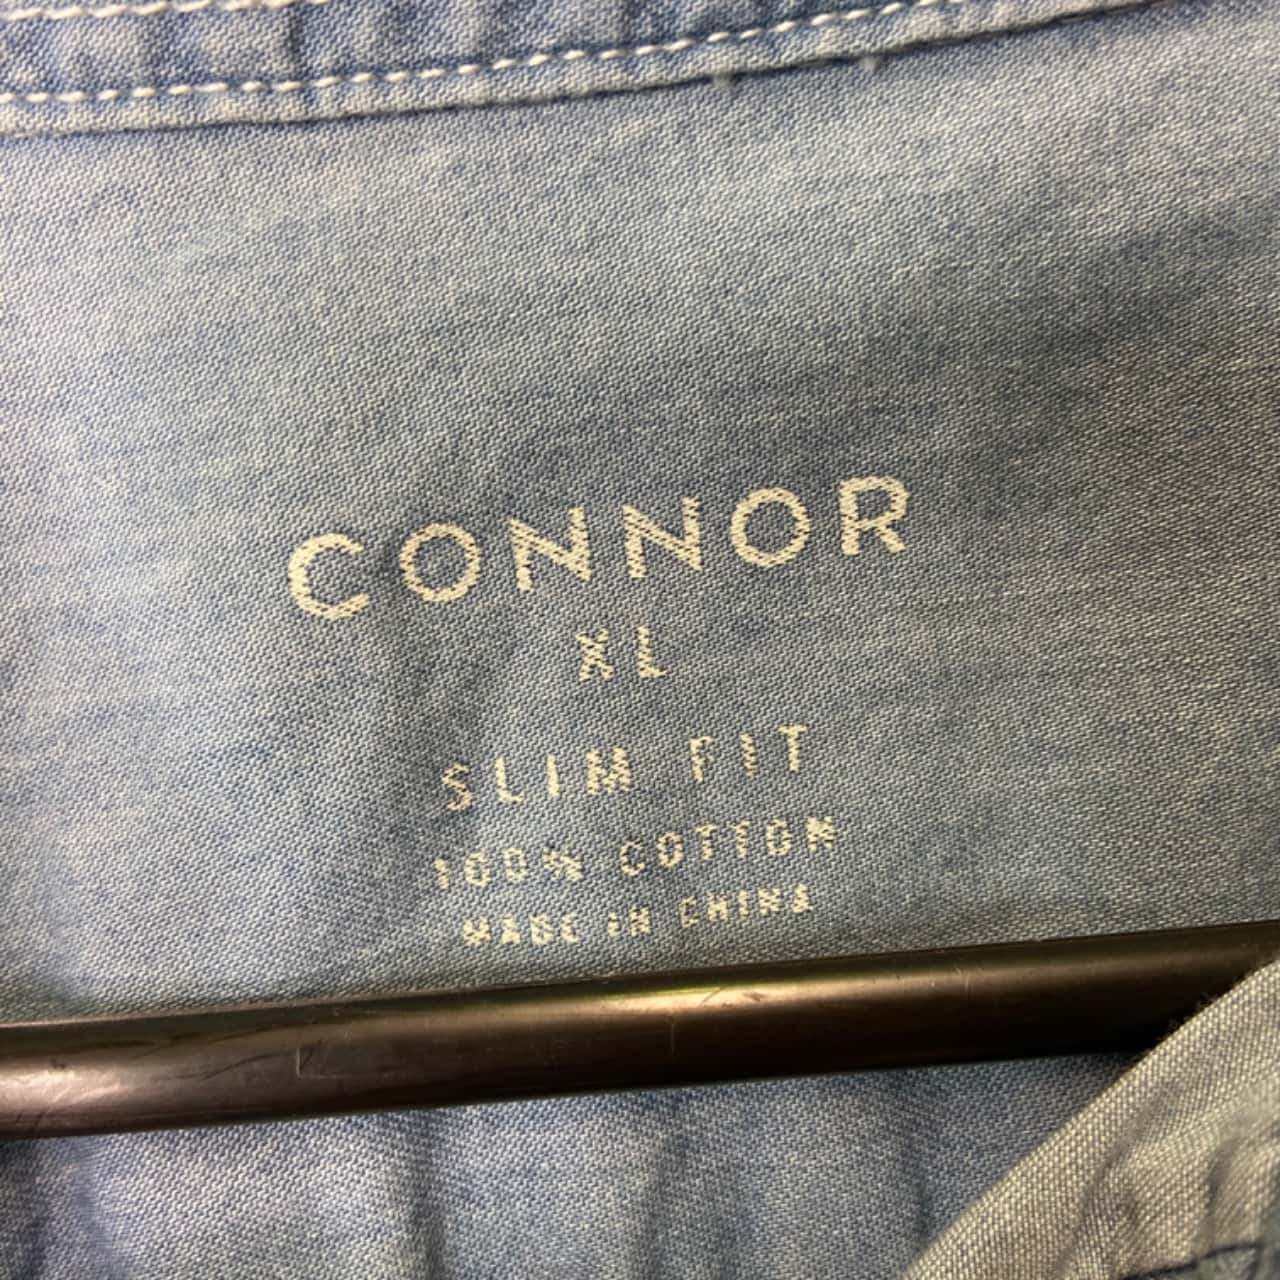 CONNOR
XL
SLIM FIT
100% COTTON
MADE IN CHINA